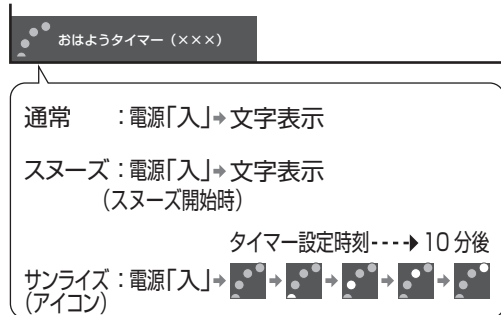 おはようタイマー（×××）
通常　：電源「入」➔文字表示
スヌーズ：電源「入」➔文字表示
（スヌーズ開始時）
タイマー設定時刻----➔10分後
サンライズ：電源「入」➔ ➔ ➔ ➔ ➔
（アイコン）